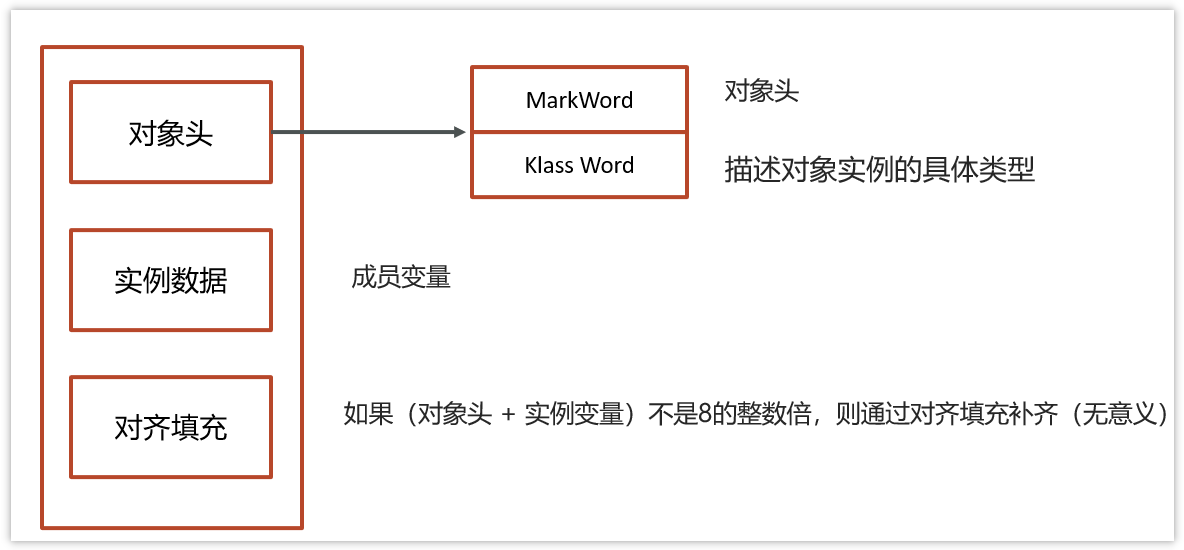 对象头
MarkWord
Klass Word
对象头
描述对象实例的具体类型
实例数据
成员变量
对齐填充
如果（对象头 + 实例变量）不是8的整数倍，则通过对齐填充补齐（无意义）